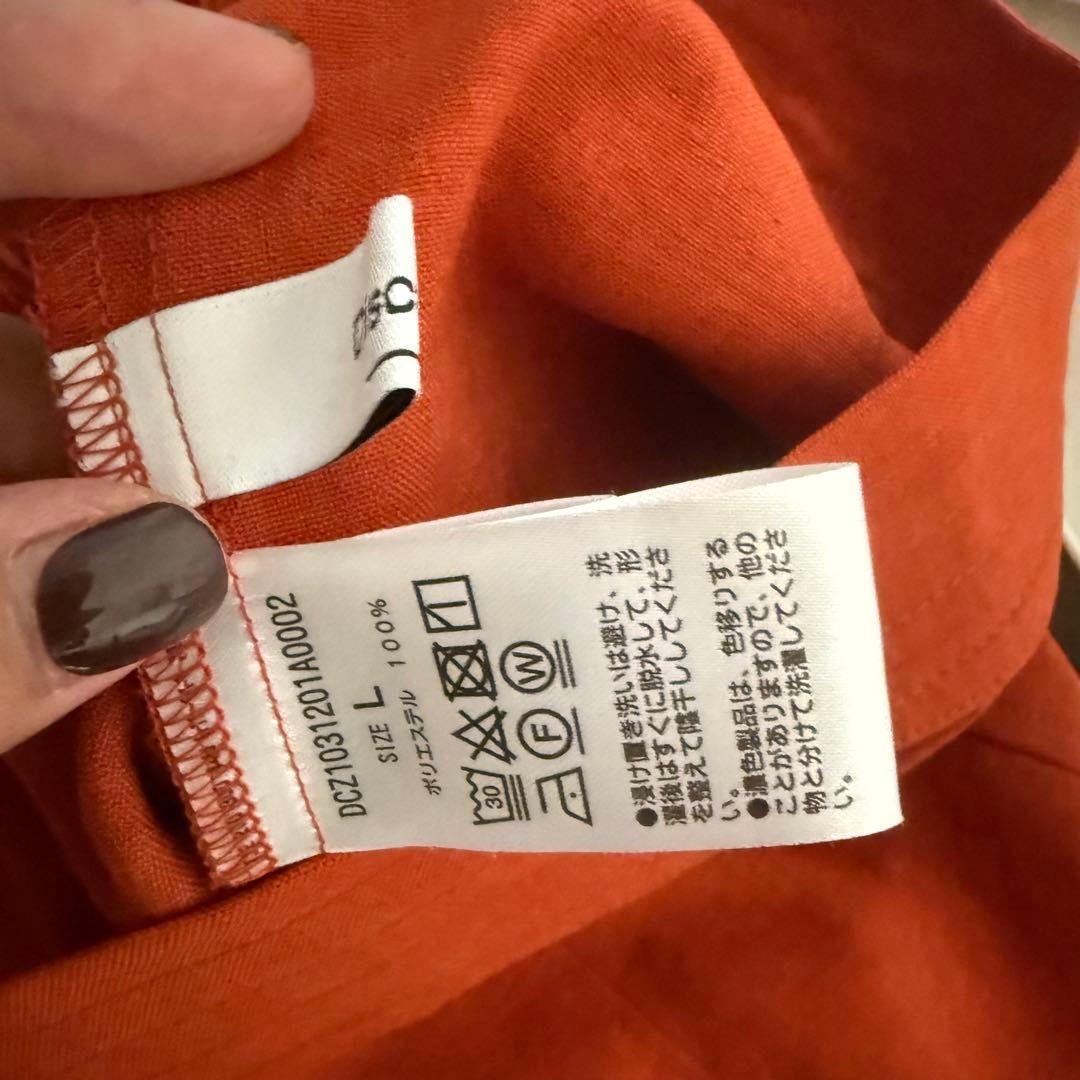 DCZ1031201A0002
SIZE L
ポリエステル 100%
30
F W
●浸け置き洗いは避け、洗
濯後はすぐに脱水して、形
を整えて陰干ししてくださ
い。
●濃色製品は、色移りする
ことがありますので、他の
物と分けて洗濯してくださ
い。